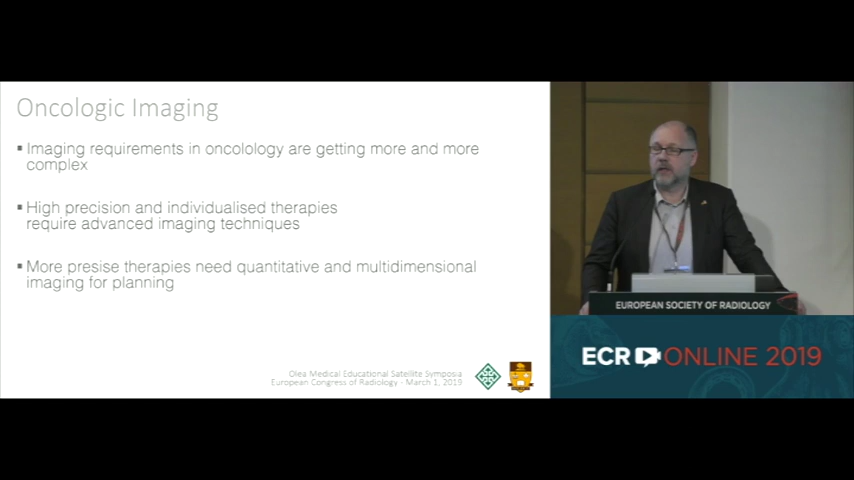 Oncologic Imaging
▪ Imaging requirements in oncolology are getting more and more
complex
▪ High precision and individualised therapies
require advanced imaging techniques
▪ More presise therapies need quantitative and multidimensional
imaging for planning
Olea Medical Educational Satellite Symposia
European Congress of Radiology - March 1, 2019
EUROPEAN SOCIETY OF RADIOLOGY
ECR ONLINE 2019